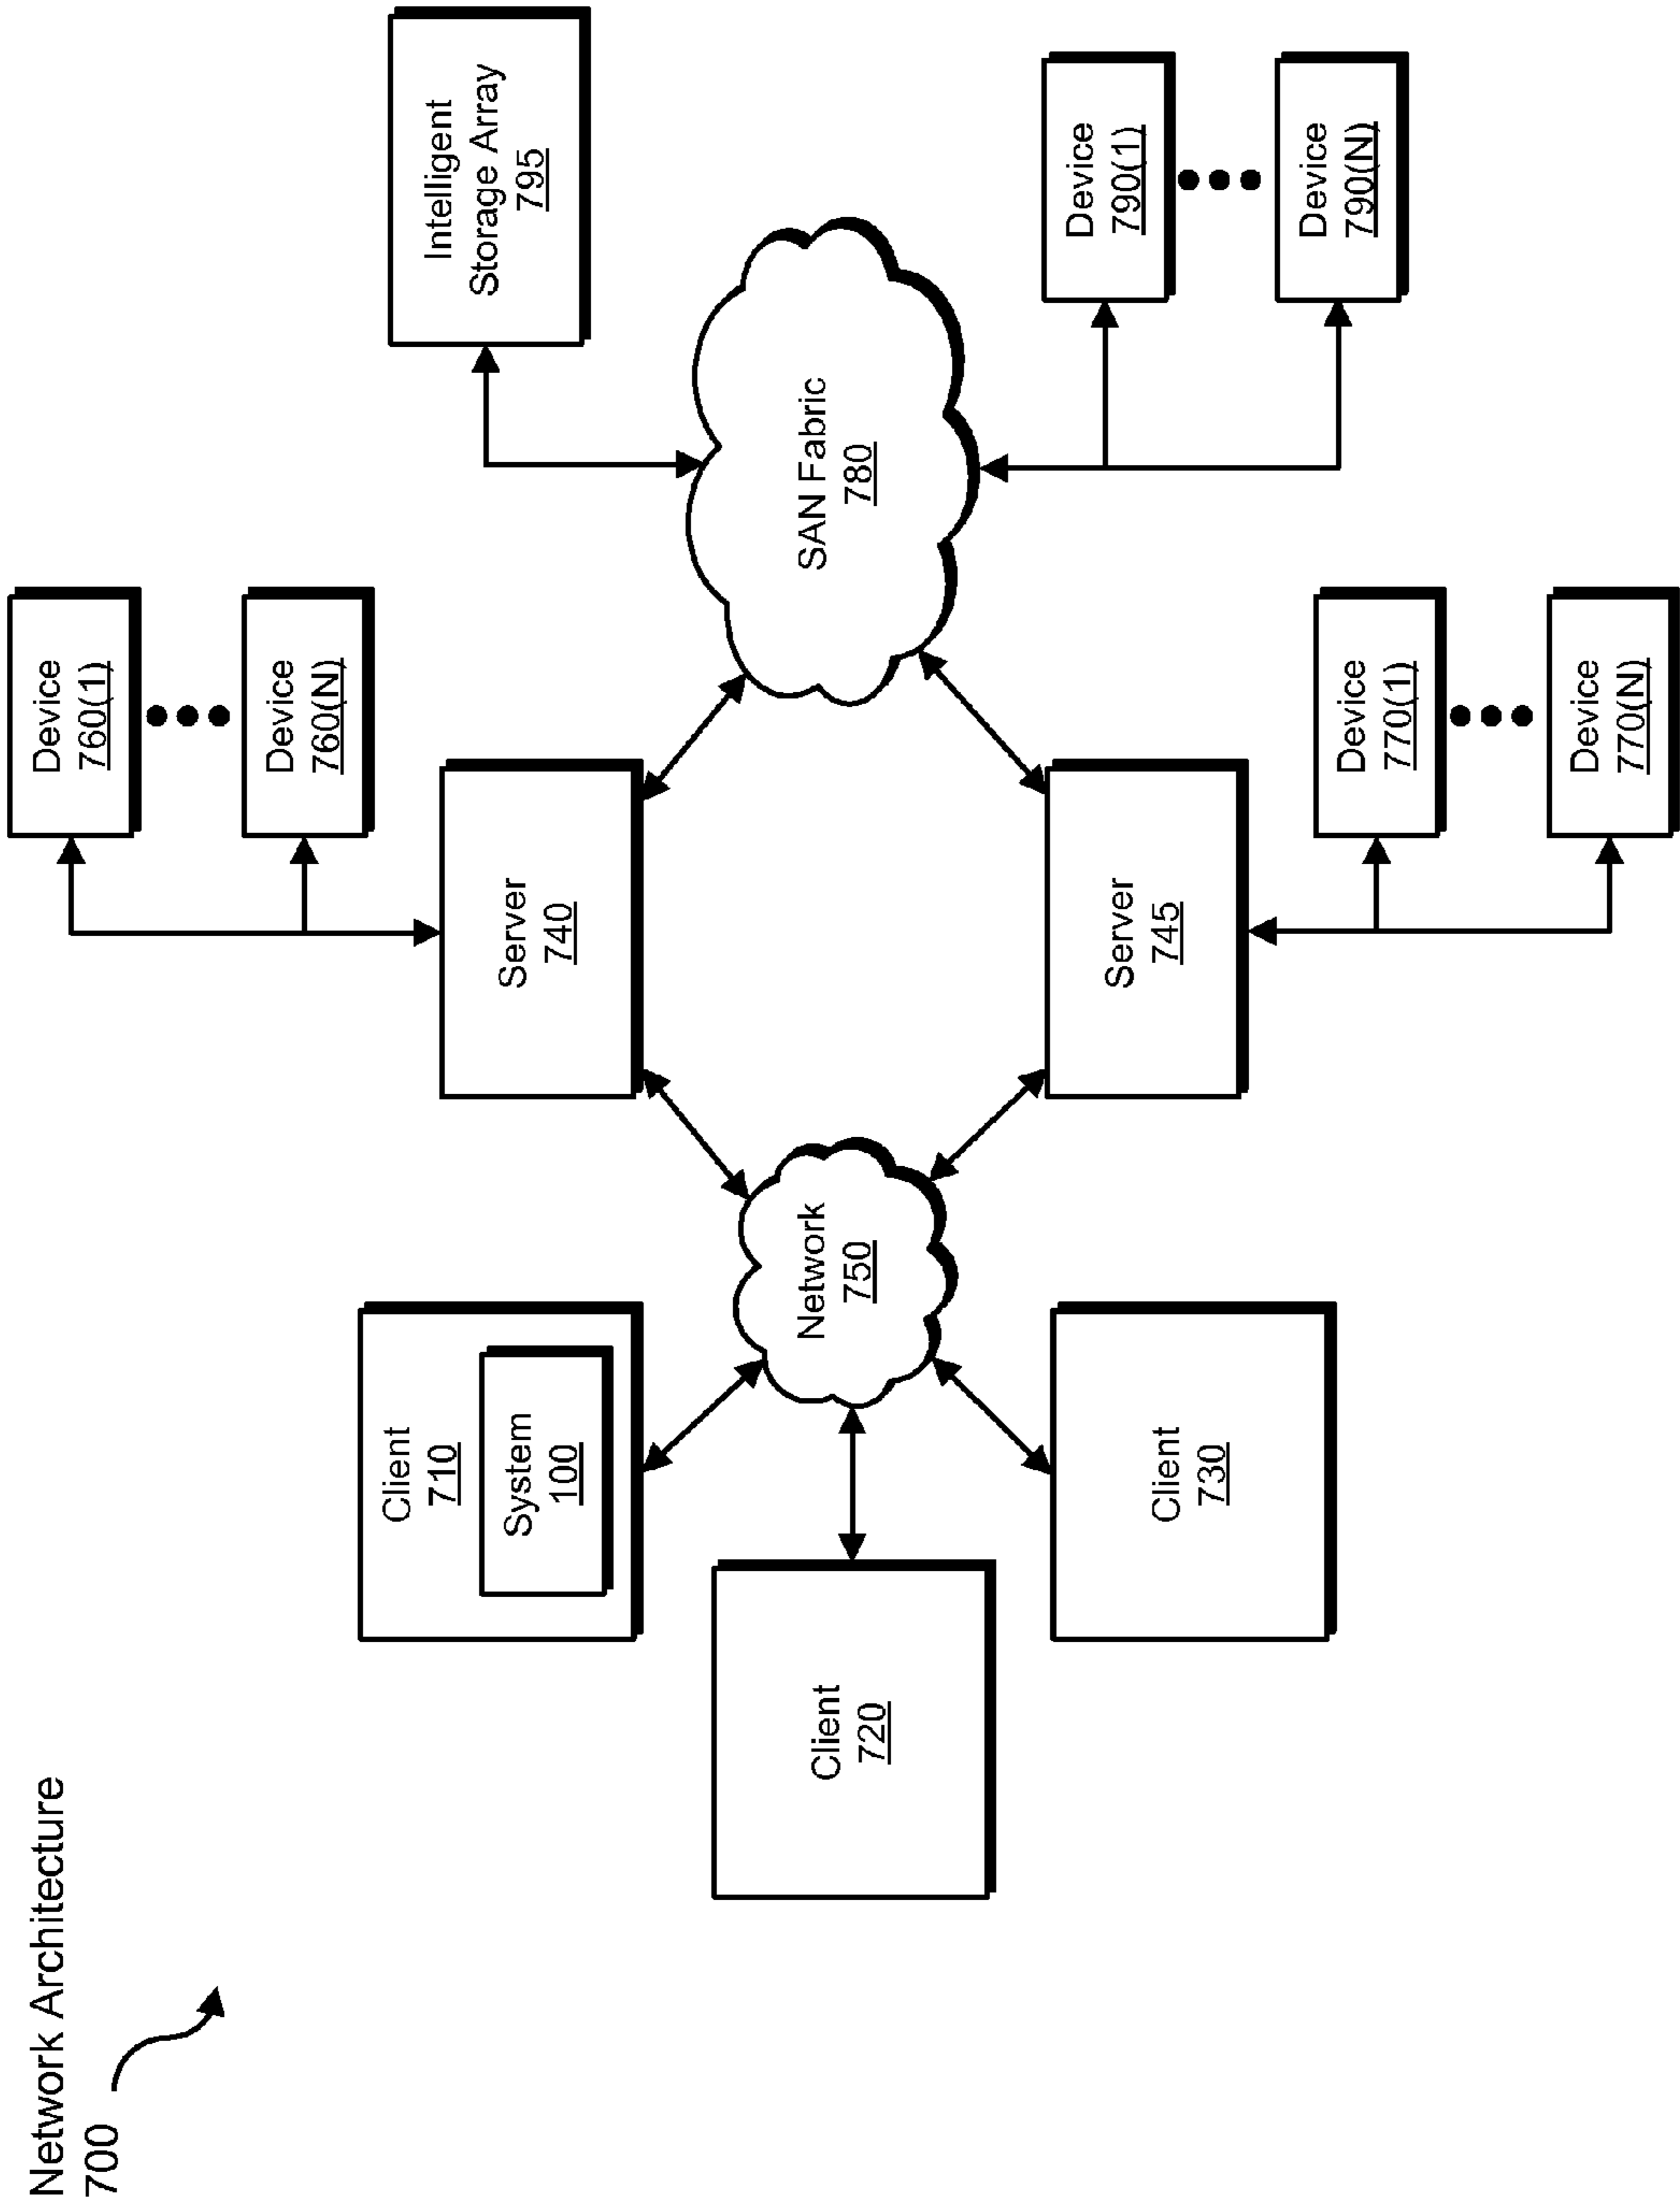 Network Architecture
700
Client
710
System
100
Client
720
Client
730
Network
750
Server
740
Server
745
Device
760(1)
Device
760(N)
Device
770(1)
Device
770(N)
SAN Fabric
780
Intelligent
Storage Array
795
Device
790(1)
Device
790(N)